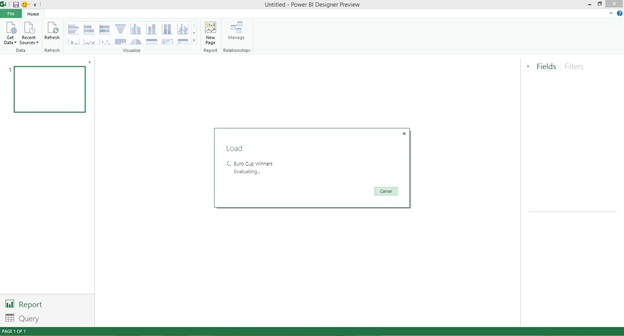 Untitled - Power BI Designer Preview
File Home
Get Data Recent Sources Refresh New Page Manage
Data Refresh Visualize Report Relationships
1
Fields Filters
Load
Euro Cup Winners
Evaluating...
Cancel
Report
Query
PAGE 1 OF 1